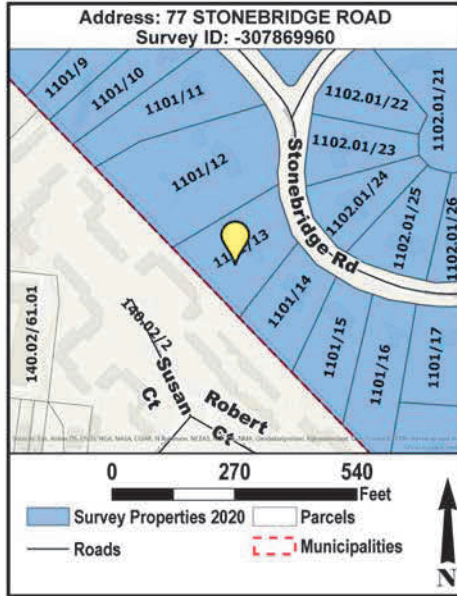 Address: 77 STONEBRIDGE ROAD
Survey ID: -307869960
1101/9
1101/10
1101/11
1102.01/22
1102.01/21
1101/12
1102.01/23
Stonebridge Rd
1102.01/24
1102.01/25
1102.01/26
1101/14
1101/15
1101/16
1101/17
140.02/61.01
140.02/2
Susan Ct
Robert Ct
0 270 540
Feet
Survey Properties 2020
Parcels
Roads
Municipalities
N